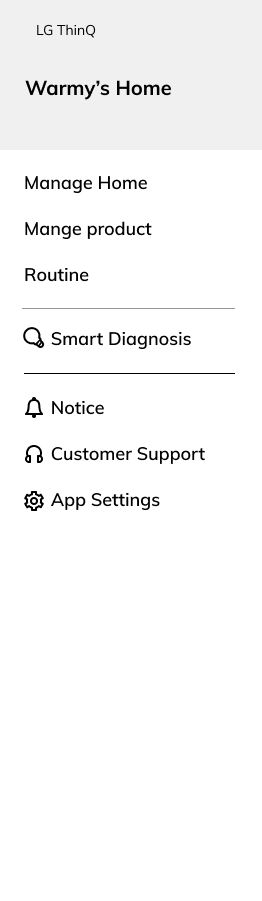 LG ThinQ
Warmy’s Home
Manage Home
Mange product
Routine
Smart Diagnosis
Notice
Customer Support
App Settings